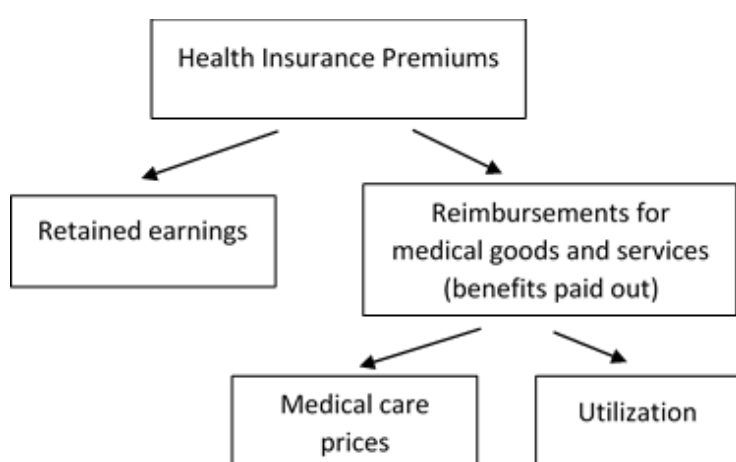 Health Insurance Premiums
Retained earnings
Reimbursements for
medical goods and services
(benefits paid out)
Medical care
prices
Utilization